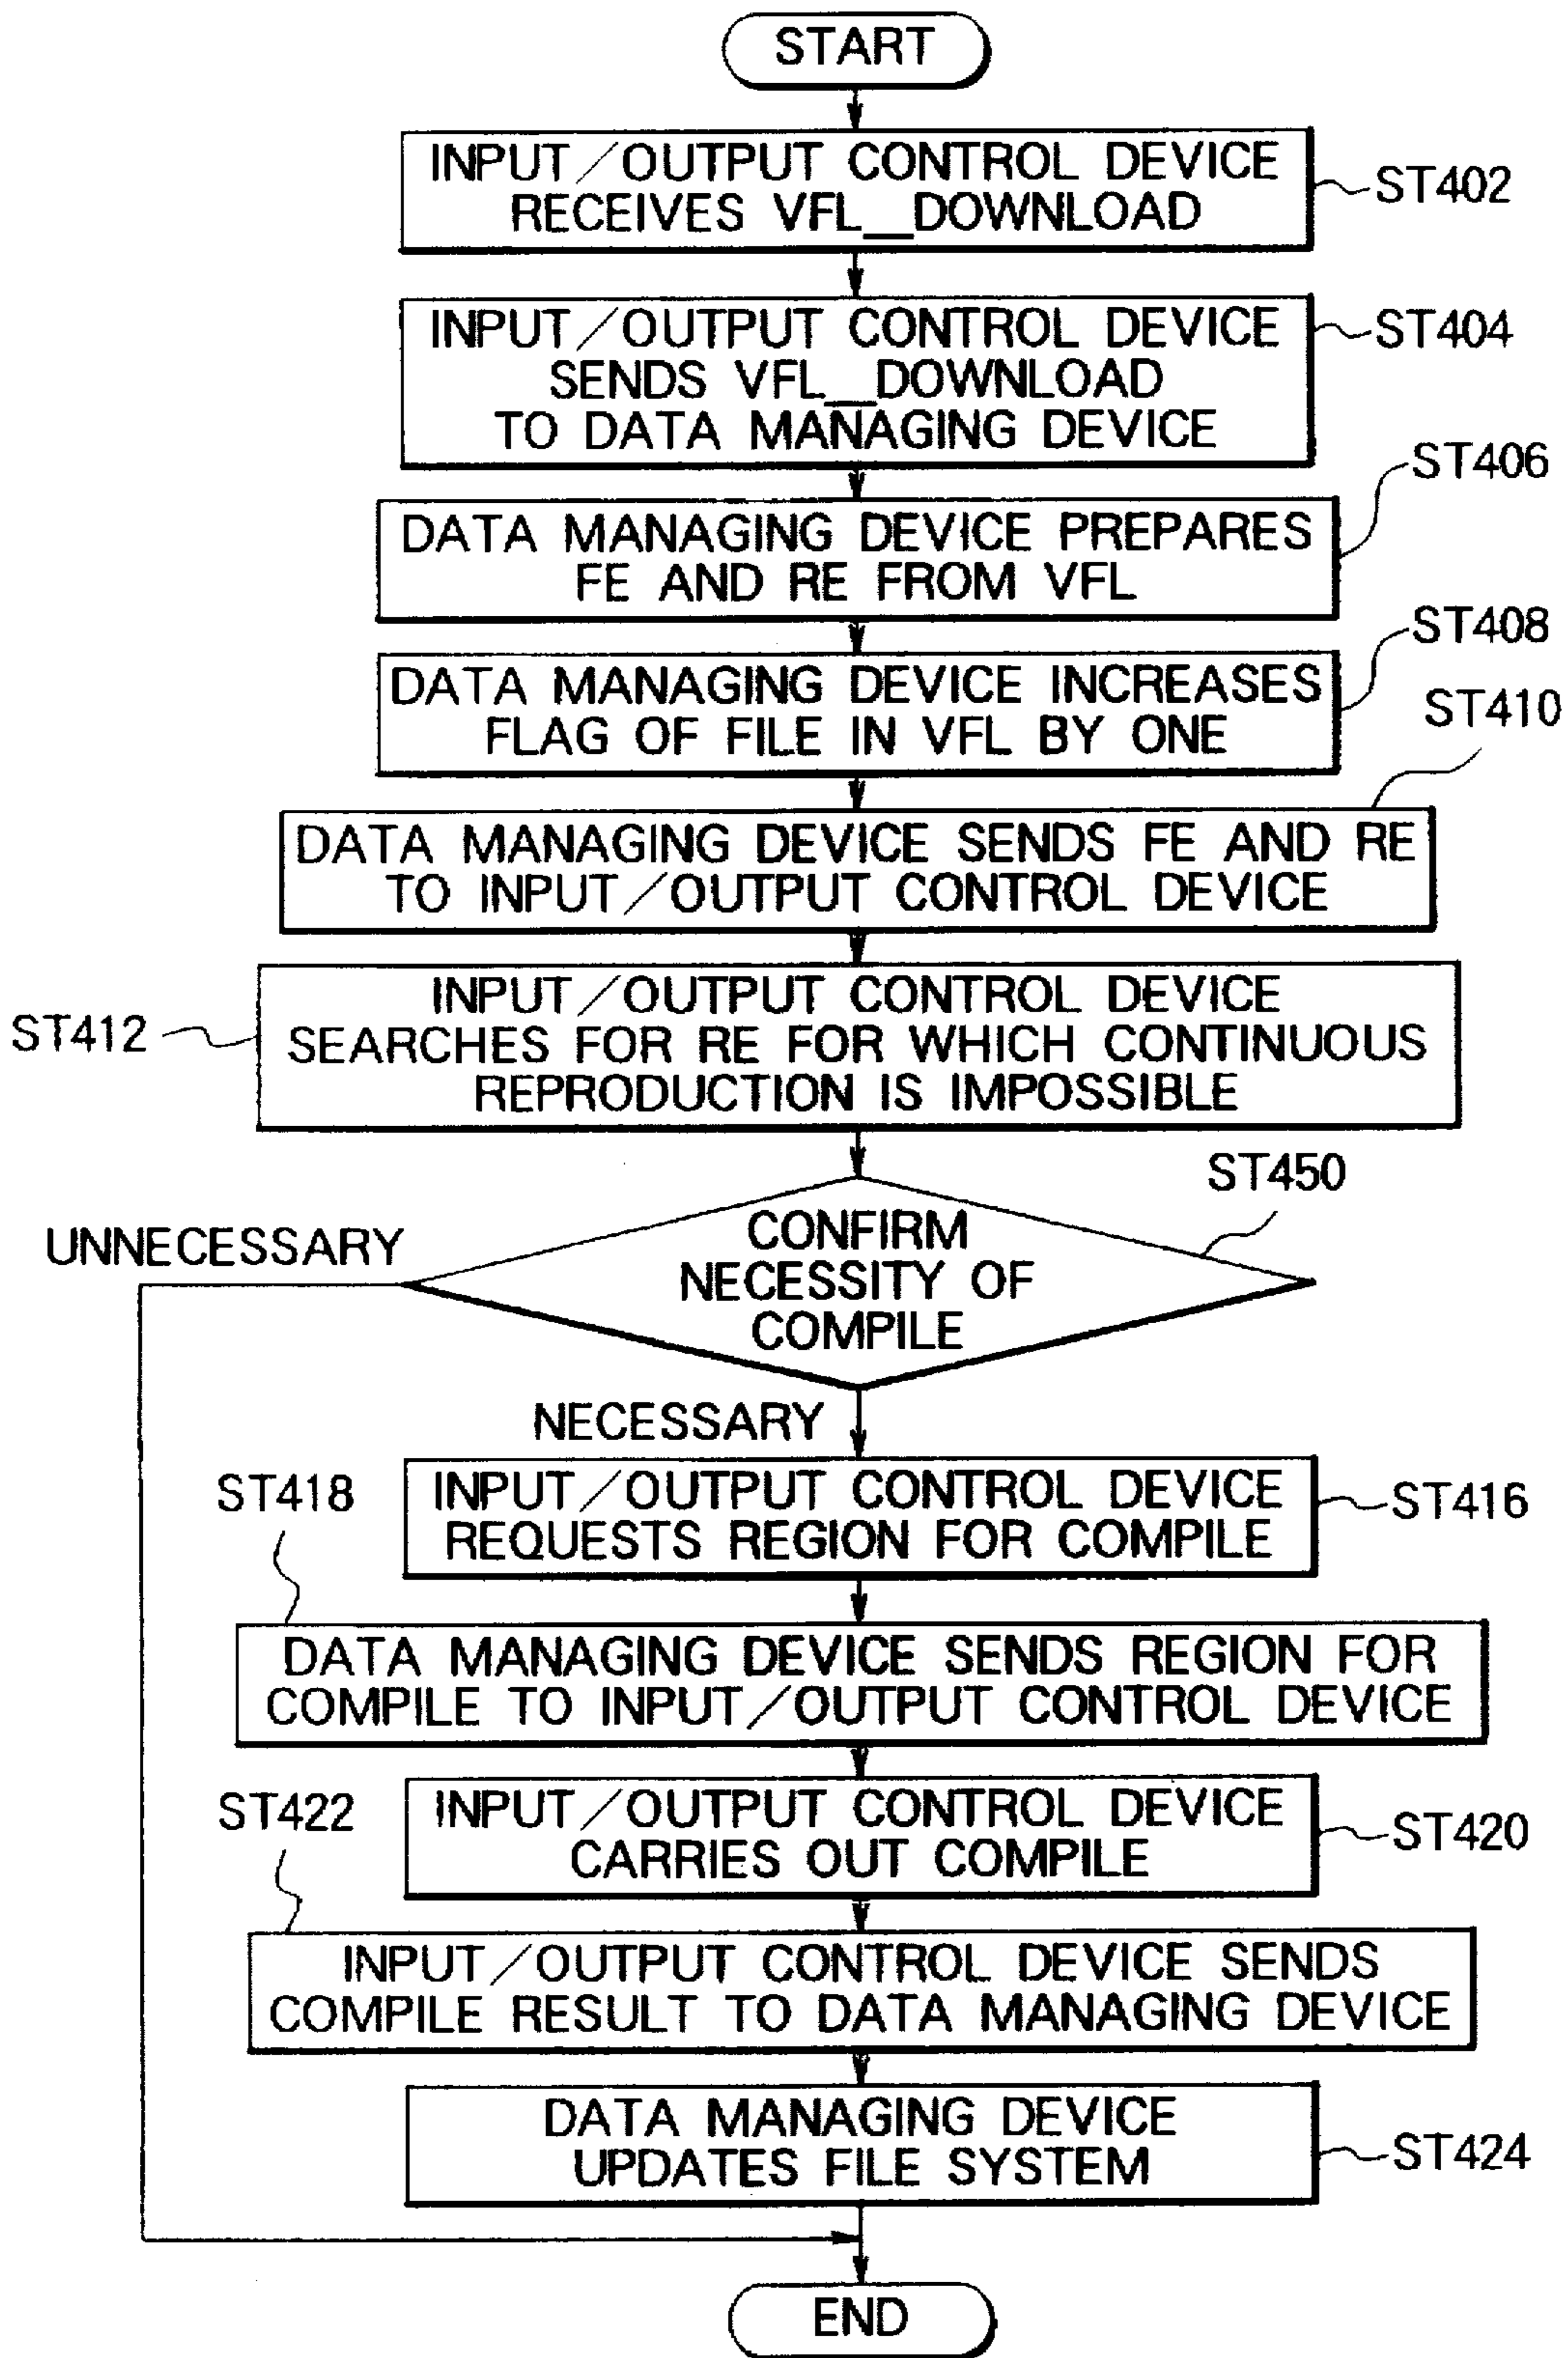 START
INPUT/OUTPUT CONTROL DEVICE
RECEIVES VFL__DOWNLOAD
ST402
INPUT/OUTPUT CONTROL DEVICE
SENDS VFL__DOWNLOAD
TO DATA MANAGING DEVICE
ST404
DATA MANAGING DEVICE PREPARES
FE AND RE FROM VFL
ST406
DATA MANAGING DEVICE INCREASES
FLAG OF FILE IN VFL BY ONE
ST408
DATA MANAGING DEVICE SENDS FE AND RE
TO INPUT/OUTPUT CONTROL DEVICE
ST410
INPUT/OUTPUT CONTROL DEVICE
SEARCHES FOR RE FOR WHICH CONTINUOUS
REPRODUCTION IS IMPOSSIBLE
ST412
CONFIRM
NECESSITY OF
COMPILE
ST450
UNNECESSARY
NECESSARY
INPUT/OUTPUT CONTROL DEVICE
REQUESTS REGION FOR COMPILE
ST416
ST418
DATA MANAGING DEVICE SENDS REGION FOR
COMPILE TO INPUT/OUTPUT CONTROL DEVICE
INPUT/OUTPUT CONTROL DEVICE
CARRIES OUT COMPILE
ST420
ST422
INPUT/OUTPUT CONTROL DEVICE SENDS
COMPILE RESULT TO DATA MANAGING DEVICE
DATA MANAGING DEVICE
UPDATES FILE SYSTEM
ST424
END